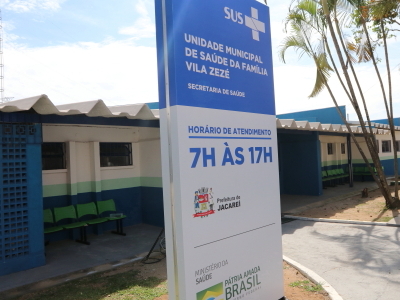 SUS
UNIDADE MUNICIPAL
DE SAÚDE DA FAMÍLIA
VILA ZEZÉ
SECRETARIA DE SAÚDE
HORÁRIO DE ATENDIMENTO
7H ÀS 17H
Prefeitura de
JACAREÍ
MINISTÉRIO DA
SAÚDE
PÁTRIA AMADA
BRASIL